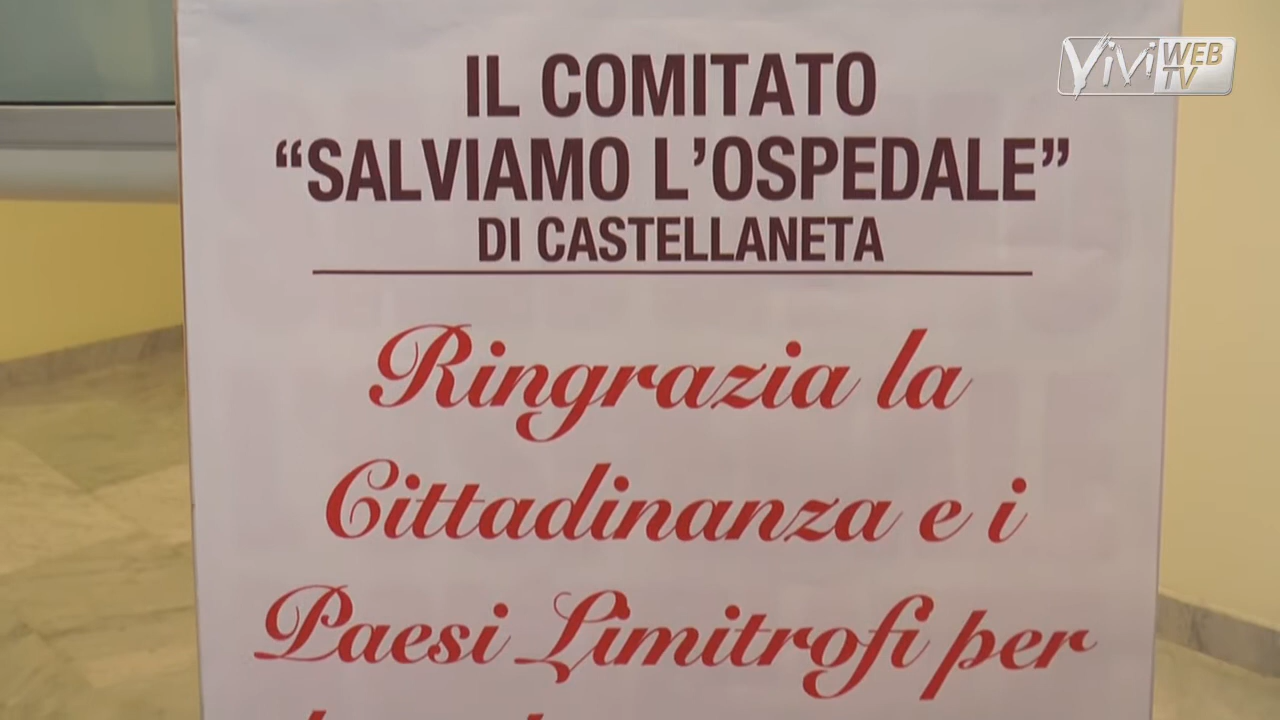 ViVi WEB TV
IL COMITATO
“SALVIAMO L’OSPEDALE”
DI CASTELLANETA
Ringrazia la
Cittadinanza e i
Paesi Limitrofi per